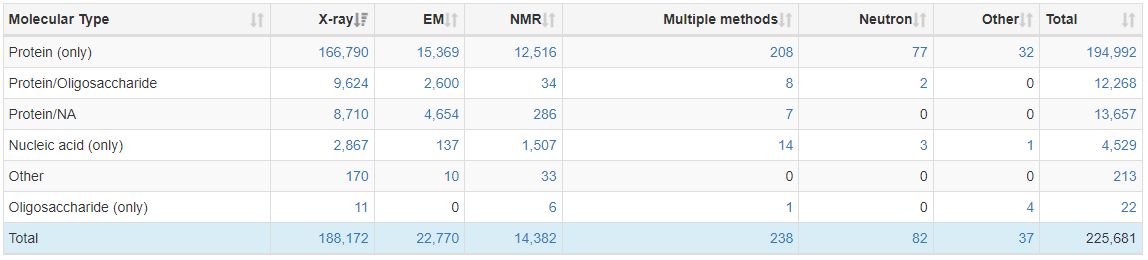 Molecular Type X-ray EM NMR Multiple methods Neutron Other Total
Protein (only) 166,790 15,369 12,516 208 77 32 194,992
Protein/Oligosaccharide 9,624 2,600 34 8 2 0 12,268
Protein/NA 8,710 4,654 286 7 0 0 13,657
Nucleic acid (only) 2,867 137 1,507 14 3 1 4,529
Other 170 10 33 0 0 0 213
Oligosaccharide (only) 11 0 6 1 0 4 22
Total 188,172 22,770 14,382 238 82 37 225,681